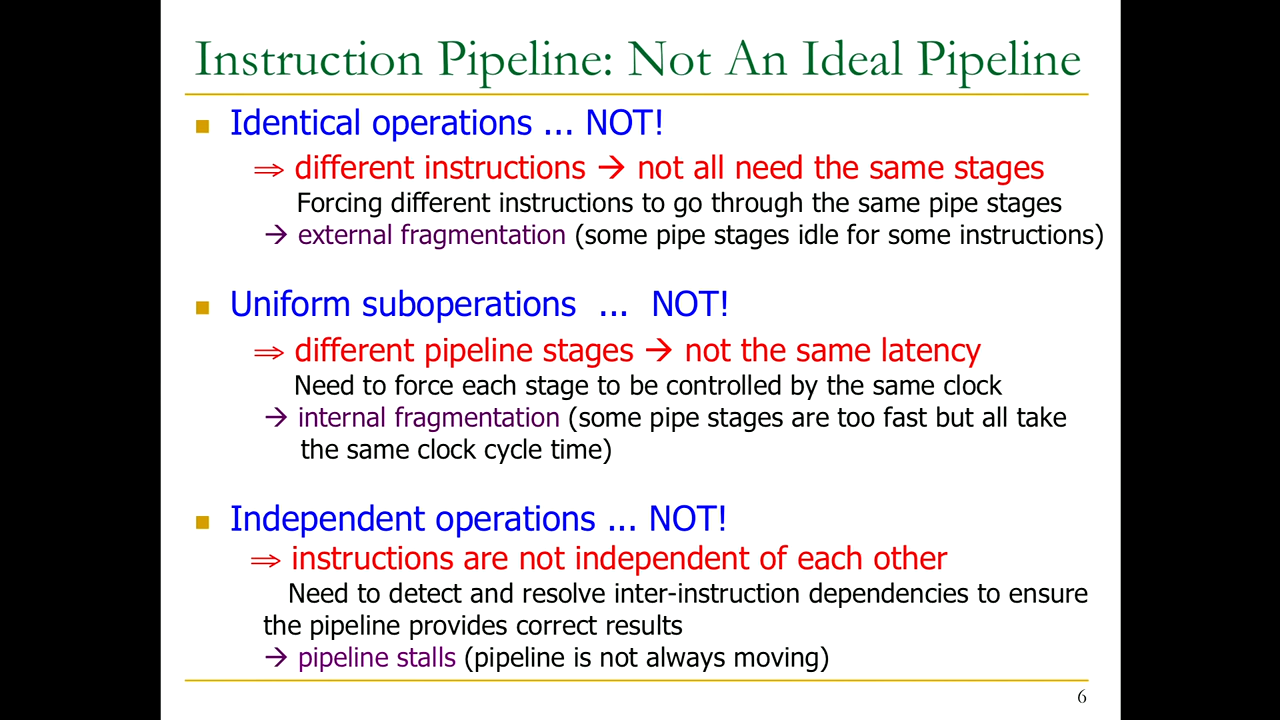 Instruction Pipeline: Not An Ideal Pipeline
Identical operations ... NOT!
⇒ different instructions → not all need the same stages
Forcing different instructions to go through the same pipe stages
→ external fragmentation (some pipe stages idle for some instructions)
Uniform suboperations ... NOT!
⇒ different pipeline stages → not the same latency
Need to force each stage to be controlled by the same clock
→ internal fragmentation (some pipe stages are too fast but all take
the same clock cycle time)
Independent operations ... NOT!
⇒ instructions are not independent of each other
Need to detect and resolve inter-instruction dependencies to ensure
the pipeline provides correct results
→ pipeline stalls (pipeline is not always moving)
6